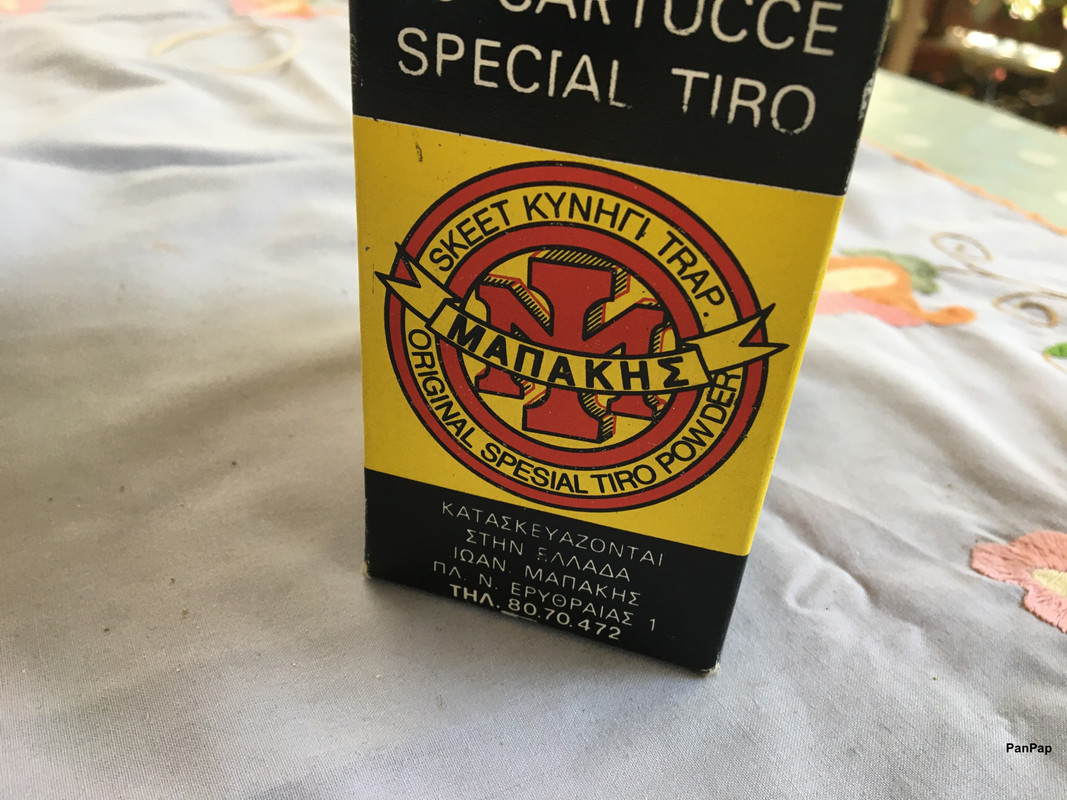 CARTUCCE
SPECIAL TIRO
SKEET ΚΥΝΗΓΙ TRAP.
ΜΑΠΑΚΗΣ
ORIGINAL SPESIAL TIRO POWDER
ΚΑΤΑΣΚΕΥΑΖΟΝΤΑΙ
ΣΤΗΝ ΕΛΛΑΔΑ
ΙΩΑΝ. ΜΑΠΑΚΗΣ
ΠΛ. Ν. ΕΡΥΘΡΑΙΑΣ 1
ΤΗΛ. 80.70.472
PanPap